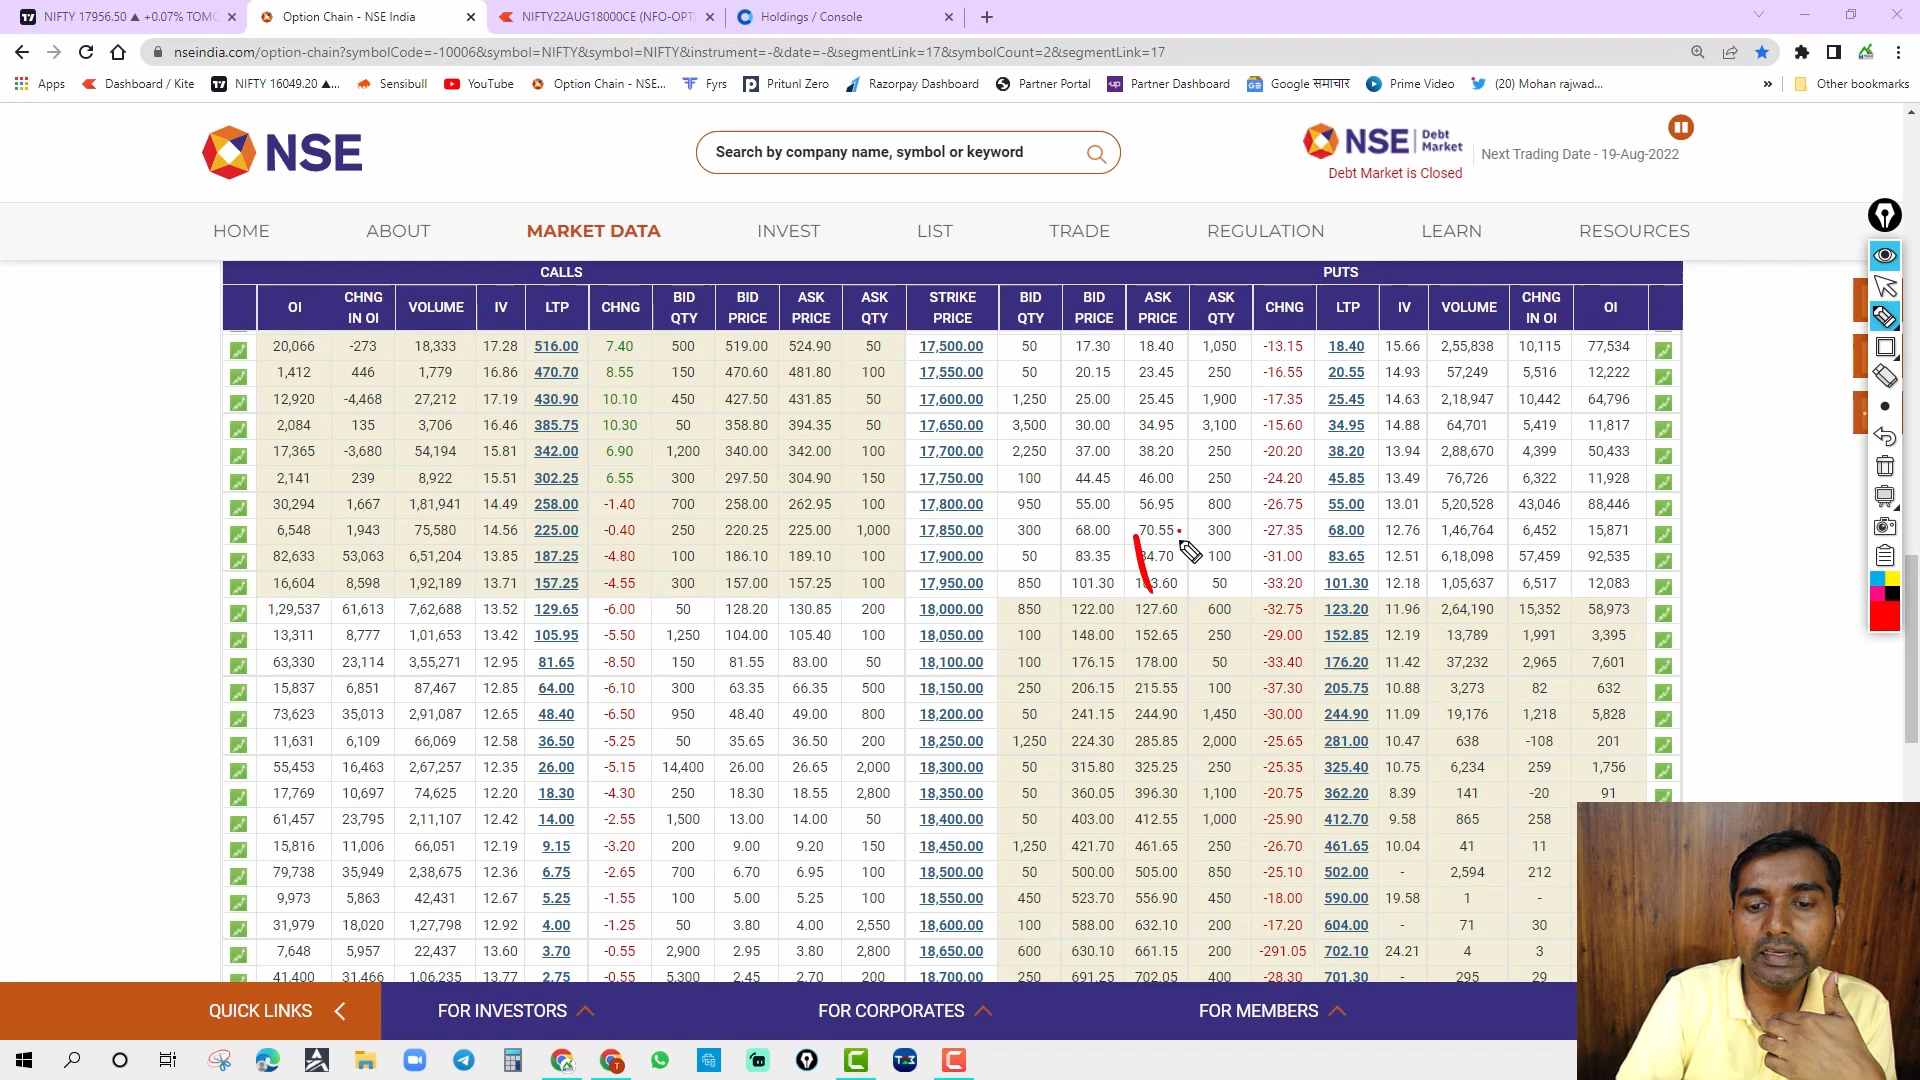 NIFTY 17956.50 ▲ +0.07% TOMO
Option Chain - NSE India
NIFTY22AUG18000CE (NFO-OPT)
Holdings / Console
nseindia.com/option-chain?symbolCode=-10006&symbol=NIFTY&symbol=NIFTY&instrument=-&date=-&segmentLink=17&symbolCount=2&segmentLink=17
Apps Dashboard / Kite NIFTY 16049.20 ▲... Sensibull YouTube Option Chain - NSE... Fyrs Pritunl Zero Razorpay Dashboard Partner Portal Partner Dashboard Google समाचार Prime Video (20) Mohan rajwad... » Other bookmarks
NSE
Search by company name, symbol or keyword
NSE Debt Market
Debt Market is Closed
Next Trading Date - 19-Aug-2022
HOME ABOUT MARKET DATA INVEST LIST TRADE REGULATION LEARN RESOURCES
CALLS PUTS
OI CHNG IN OI VOLUME IV LTP CHNG BID QTY BID PRICE ASK PRICE ASK QTY STRIKE PRICE BID QTY BID PRICE ASK PRICE ASK QTY CHNG LTP IV VOLUME CHNG IN OI OI
20,066 -273 18,333 17.28 516.00 7.40 500 519.00 524.90 50 17,500.00 50 17.30 18.40 1,050 -13.15 18.40 15.66 2,55,838 10,115 77,534
1,412 446 1,779 16.86 470.70 8.55 150 470.60 481.80 100 17,550.00 50 20.15 23.45 250 -16.55 20.55 14.93 57,249 5,516 12,222
12,920 -4,468 27,212 17.19 430.90 10.10 450 427.50 431.85 50 17,600.00 1,250 25.00 25.45 1,900 -17.35 25.45 14.63 2,18,947 10,442 64,796
2,084 135 3,706 16.46 385.75 10.30 50 358.80 394.35 50 17,650.00 3,500 30.00 34.95 3,100 -15.60 34.95 14.88 64,701 5,419 11,817
17,365 -3,680 54,194 15.81 342.00 6.90 1,200 340.00 342.00 100 17,700.00 2,250 37.00 38.20 250 -20.20 38.20 13.94 2,88,670 4,399 50,433
2,141 239 8,922 15.51 302.25 6.55 300 297.50 304.90 150 17,750.00 100 44.45 46.00 250 -24.20 45.85 13.49 76,726 6,322 11,928
30,294 1,667 1,81,941 14.49 258.00 -1.40 700 258.00 262.95 100 17,800.00 950 55.00 56.95 800 -26.75 55.00 13.01 5,20,528 43,046 88,446
6,548 1,943 75,580 14.56 225.00 -0.40 250 220.25 225.00 1,000 17,850.00 300 68.00 70.55 300 -27.35 68.00 12.76 1,46,764 6,452 15,871
82,633 53,063 6,51,204 13.85 187.25 -4.80 100 186.10 189.10 100 17,900.00 50 83.35 100 -31.00 83.65 12.51 6,18,098 57,459 92,535
16,604 8,598 1,92,189 13.71 157.25 -4.55 300 157.00 157.25 100 17,950.00 850 101.30 50 -33.20 101.30 12.18 1,05,637 6,517 12,083
1,29,537 61,613 7,62,688 13.52 129.65 -6.00 50 128.20 130.85 200 18,000.00 850 122.00 127.60 600 -32.75 123.20 11.96 2,64,190 15,352 58,973
13,311 8,777 1,01,653 13.42 105.95 -5.50 1,250 104.00 105.40 100 18,050.00 100 148.00 152.65 250 -29.00 152.85 12.19 13,789 1,991 3,395
63,330 23,114 3,55,271 12.95 81.65 -8.50 150 81.55 83.00 50 18,100.00 100 176.15 178.00 50 -33.40 176.20 11.42 37,232 2,965 7,601
15,837 6,851 87,467 12.85 64.00 -6.10 300 63.35 66.35 500 18,150.00 250 206.15 215.55 100 -37.30 205.75 10.88 3,273 82 632
73,623 35,013 2,91,087 12.65 48.40 -6.50 950 48.40 49.00 800 18,200.00 50 241.15 244.90 1,450 -30.00 244.90 11.09 19,176 1,218 5,828
11,631 6,109 66,069 12.58 36.50 -5.25 50 35.65 36.50 200 18,250.00 1,250 224.30 285.85 2,000 -25.65 281.00 10.47 638 -108 201
55,453 16,463 2,67,257 12.35 26.00 -5.15 14,400 26.00 26.65 2,000 18,300.00 50 315.80 325.25 250 -25.35 325.40 10.75 6,234 259 1,756
17,769 10,697 74,625 12.20 18.30 -4.30 250 18.30 18.55 2,800 18,350.00 50 360.05 396.30 1,100 -20.75 362.20 8.39 141 -20 91
61,457 23,795 2,11,107 12.42 14.00 -2.55 1,500 13.00 14.00 50 18,400.00 50 403.00 412.55 1,000 -25.90 412.70 9.58 865 258
15,816 11,006 66,051 12.19 9.15 -3.20 200 9.00 9.20 150 18,450.00 1,250 421.70 461.65 250 -26.70 461.65 10.04 41 11
79,738 35,949 2,38,675 12.36 6.75 -2.65 700 6.70 6.95 100 18,500.00 50 500.00 505.00 850 -25.10 502.00 - 2,594 212
9,973 5,863 42,431 12.67 5.25 -1.55 100 5.00 5.25 100 18,550.00 450 523.70 556.90 450 -18.00 590.00 19.58 1 -
31,979 18,020 1,27,798 12.92 4.00 -1.25 50 3.80 4.00 2,550 18,600.00 100 588.00 632.10 200 -17.20 604.00 - 71 30
7,648 5,957 22,437 13.60 3.70 -0.55 2,900 2.95 3.80 2,800 18,650.00 600 630.10 661.15 200 -291.05 702.10 24.21 4 3
41,400 31,466 1,06,235 13.77 2.75 -0.55 5,300 2.45 2.70 200 18,700.00 250 691.25 702.05 400 -28.30 701.30 - 295 29
QUICK LINKS FOR INVESTORS FOR CORPORATES FOR MEMBERS